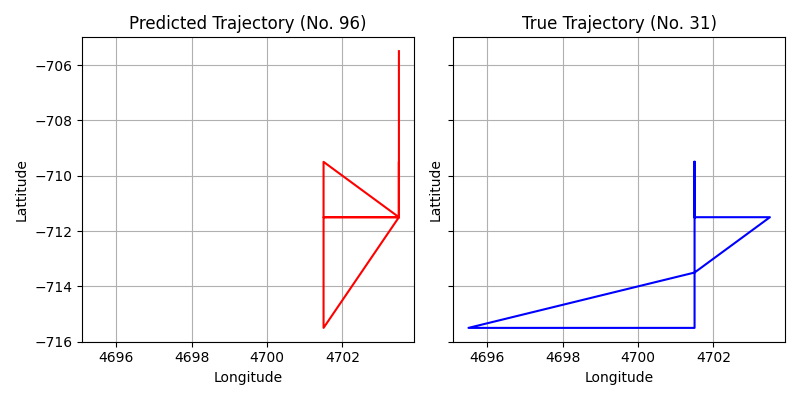 Predicted Trajectory (No. 96)
True Trajectory (No. 31)
Lattitude
−706
−708
−710
−712
−714
−716
4696
4698
4700
4702
Longitude
Lattitude
4696
4698
4700
4702
Longitude